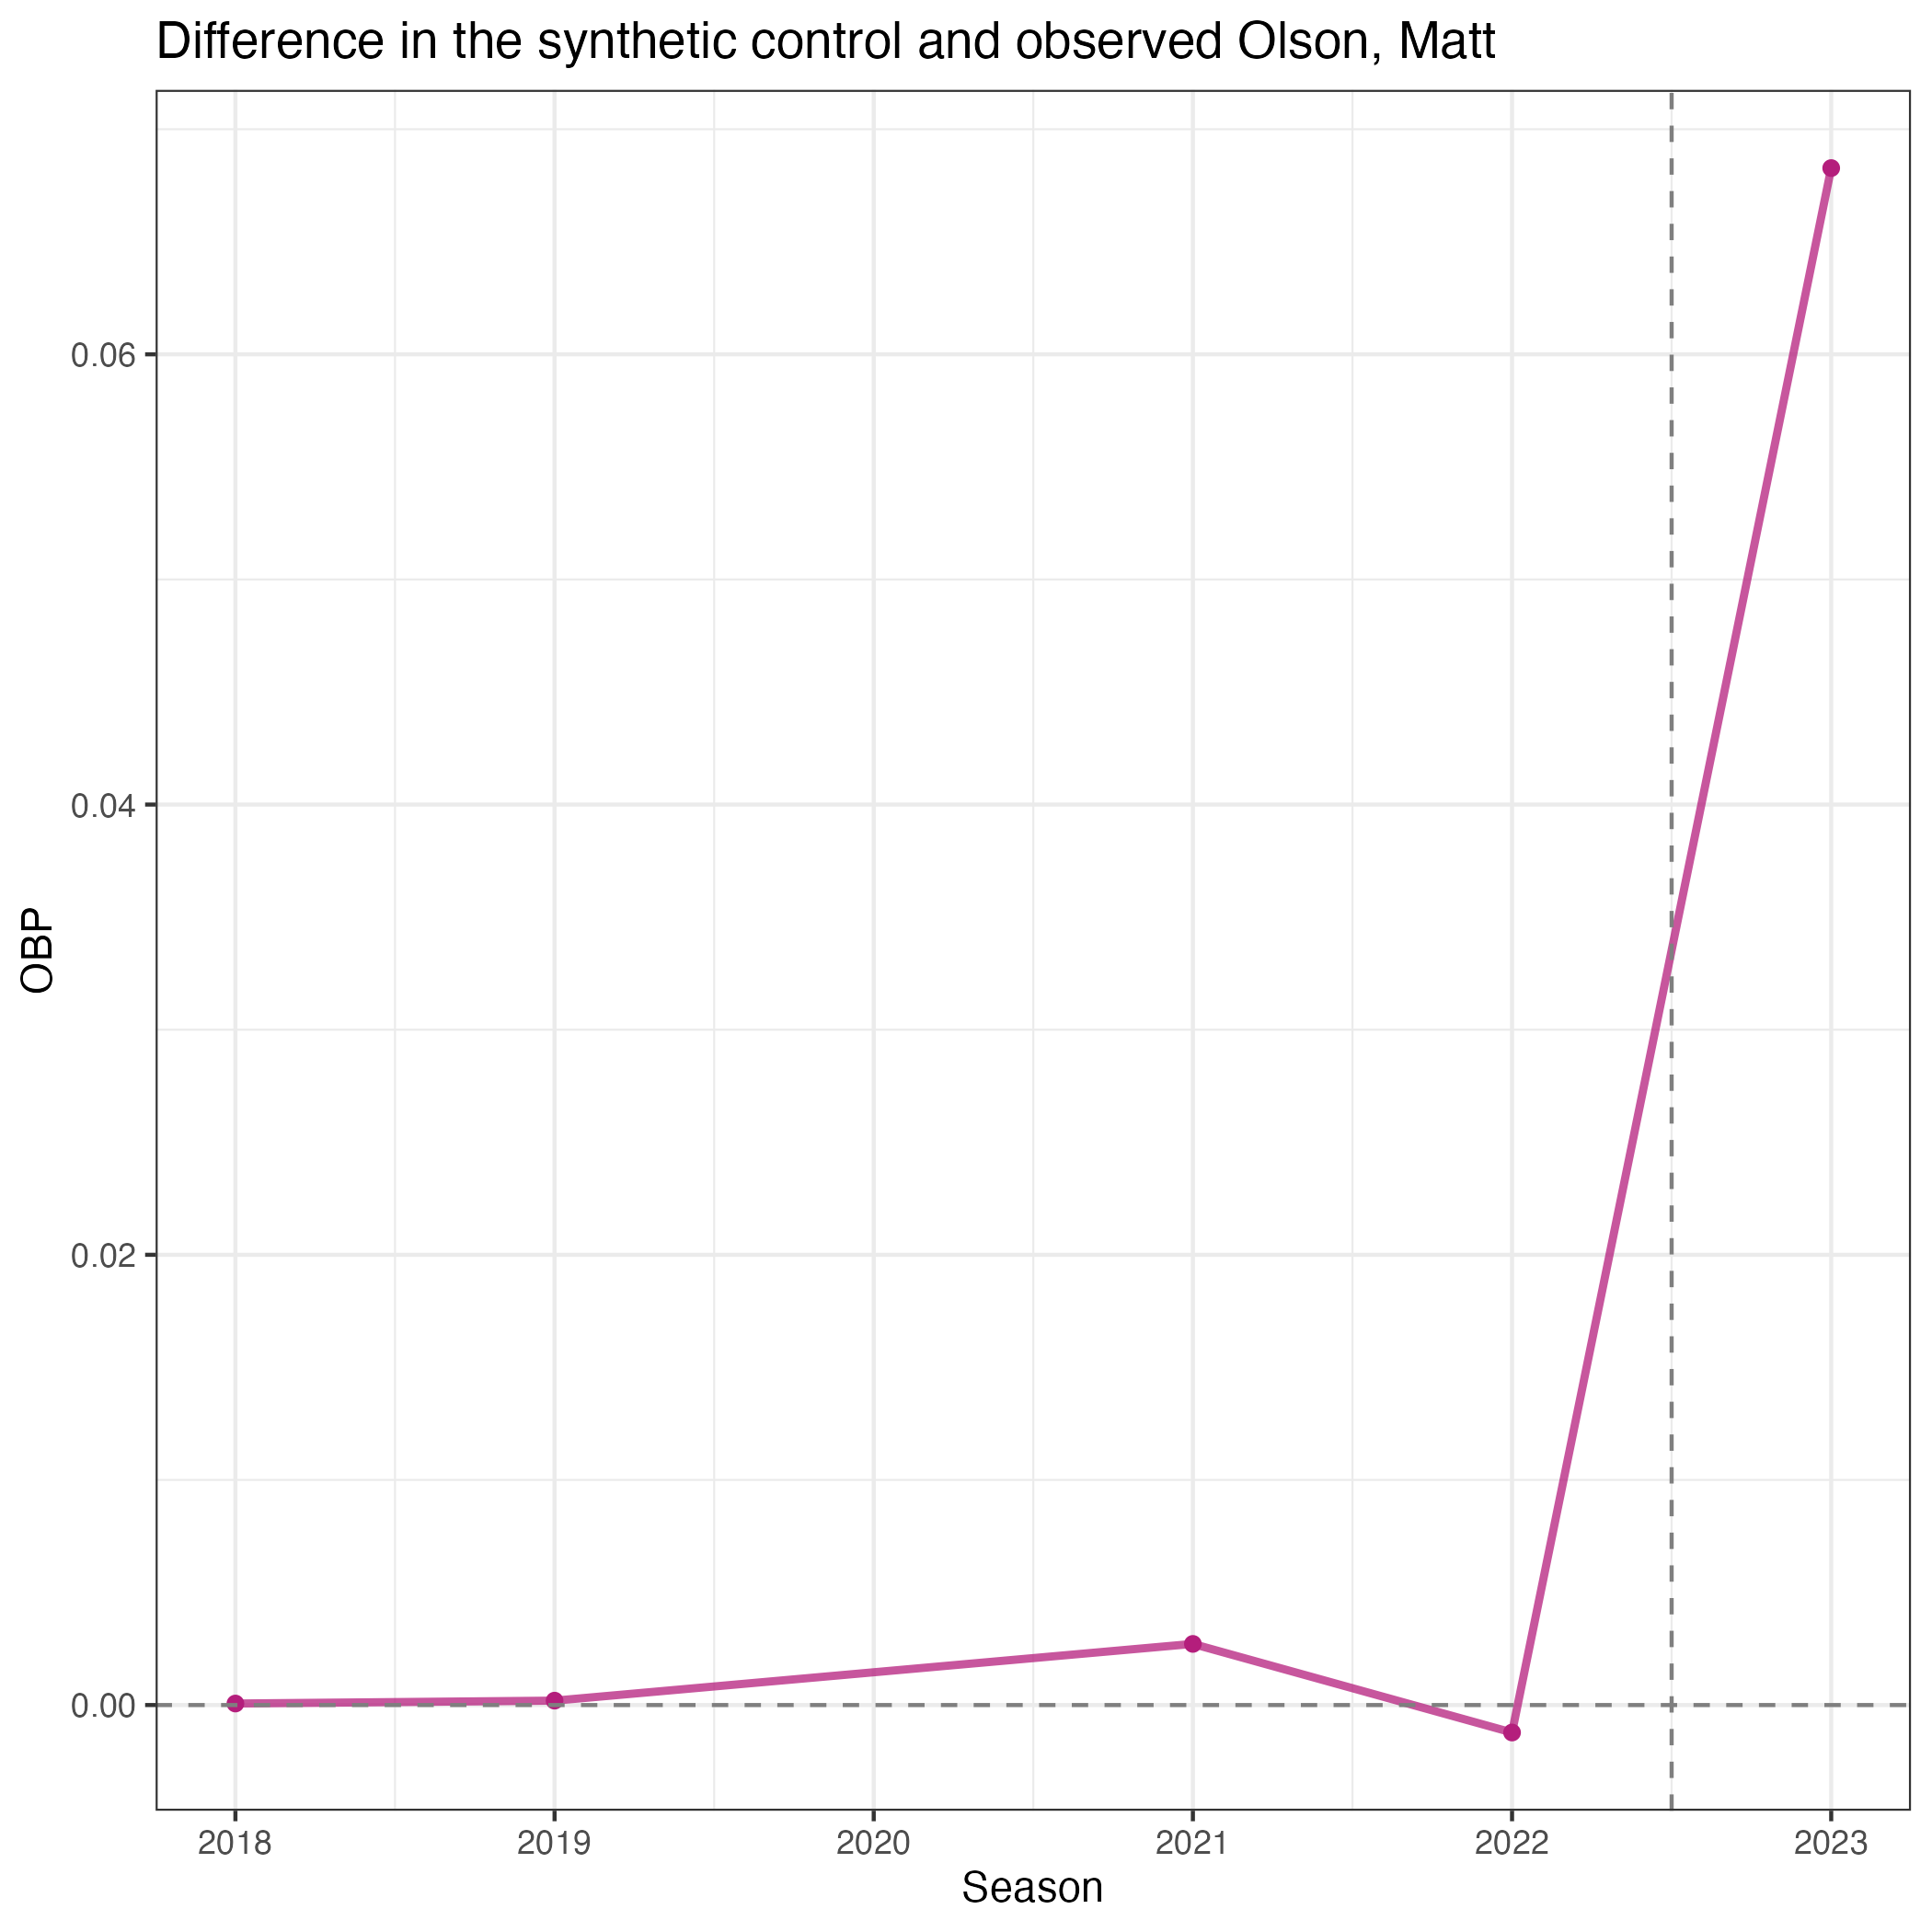 Difference in the synthetic control and observed Olson, Matt
OBP
0.06
0.04
0.02
0.00
2018 2019 2020 2021 2022 2023
Season